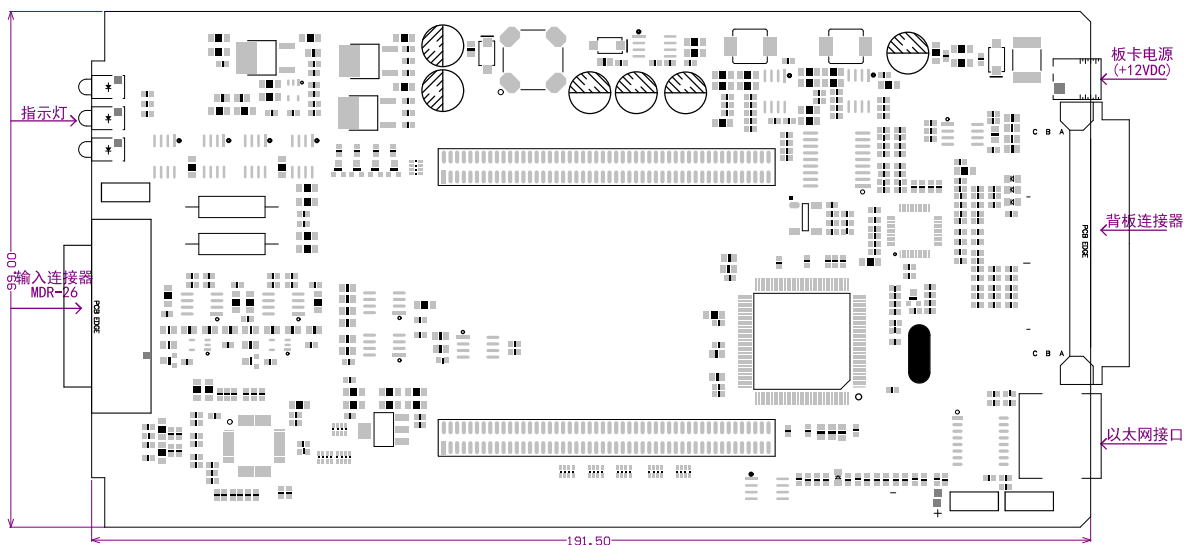 板卡电源
(+12VDC)
指示灯
C B A
背板连接器
PCB EDGE
输入连接器
MDR-26
96.00
PCB EDGE
C B A
以太网接口
191.50